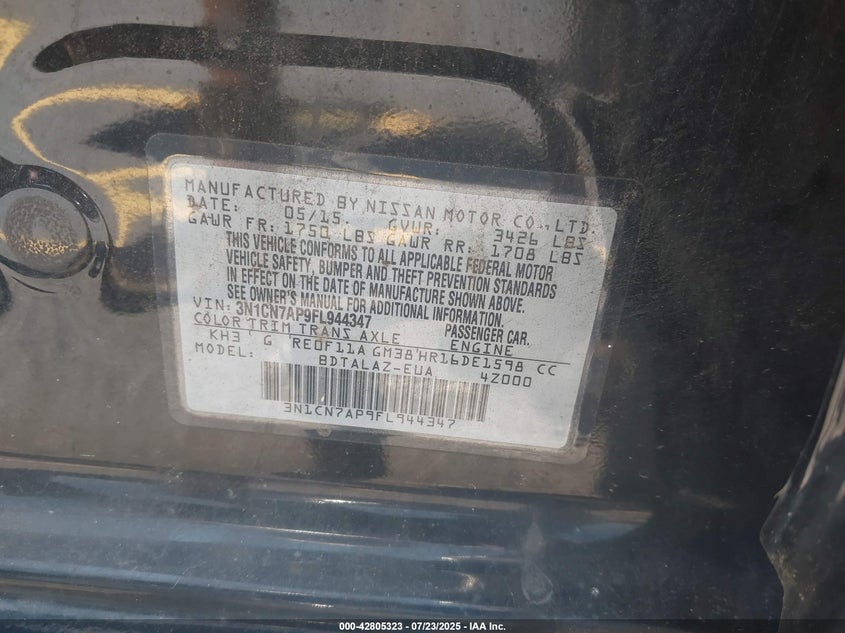 MANUFACTURED BY NISSAN MOTOR CO., LTD.
DATE: 05/15 GVWR: 3426 LBS
GAWR FR: 1750 LBS GAWR RR: 1708 LBS
THIS VEHICLE CONFORMS TO ALL APPLICABLE FEDERAL MOTOR
VEHICLE SAFETY, BUMPER AND THEFT PREVENTION STANDARDS
IN EFFECT ON THE DATE OF MANUFACTURE SHOWN ABOVE.
SEE OWNER'S MANUAL FOR ADDITIONAL INFORMATION.
VIN: 3N1CN7AP9FL944347 PASSENGER CAR.
COLOR TRIM TRANS AXLE ENGINE
KH3 G RE0F11A GM38 HR16DE1598 CC
MODEL: BDTALAZ-EUA 4Z000
3N1CN7AP9FL944347
000-42805323 - 07/23/2025 - IAA Inc.